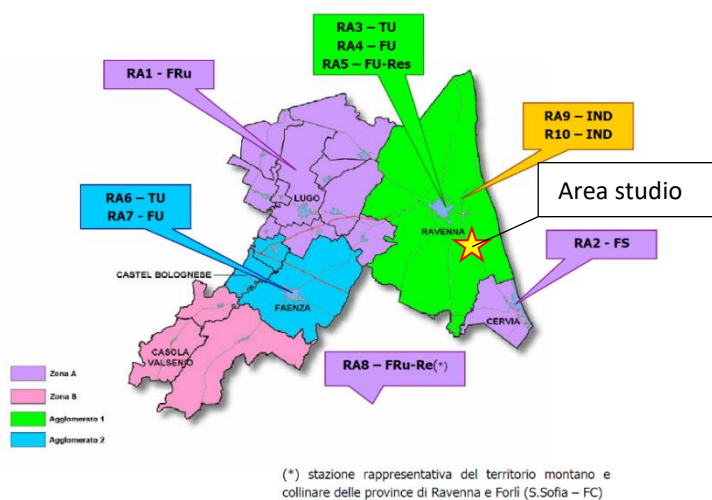 RA3 – TU
RA4 – FU
RA5 – FU-Res
RA1 - FRu
RA9 – IND
R10 – IND
Area studio
RA6 – TU
RA7 – FU
LUGO
RAVENNA
RA2 - FS
CASTEL BOLOGNESE
FAENZA
CERVIA
CASOLA
VALSENIO
RA8 – FRu-Re(*)
Zona A
Zona B
Agglomerato 1
Agglomerato 2
(*) stazione rappresentativa del territorio montano e
collinare delle province di Ravenna e Forlì (S.Sofia – FC)